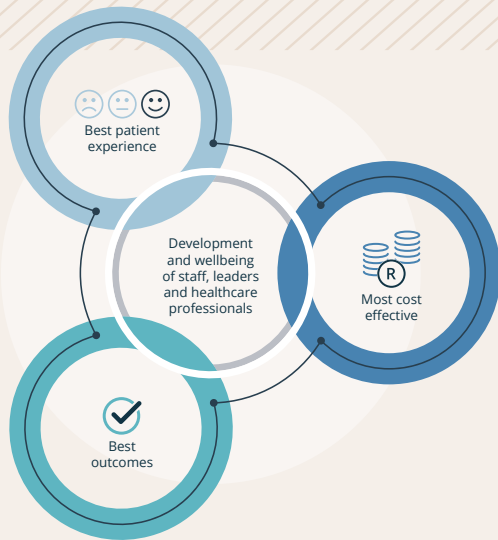 Best patient
experience
Development
and wellbeing
of staff, leaders
and healthcare
professionals
R
Most cost
effective
Best
outcomes